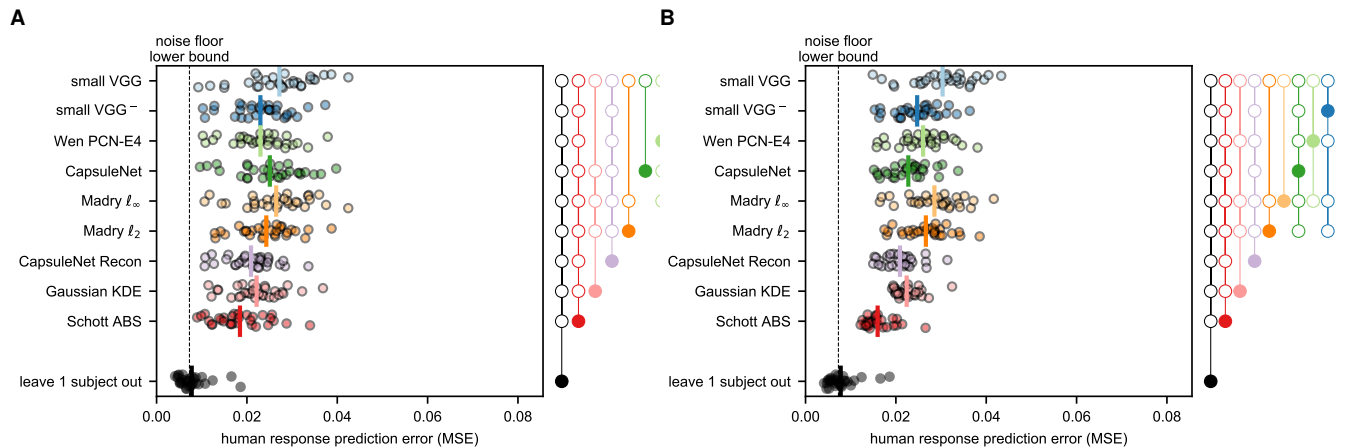 A
noise floor
lower bound
small VGG
small VGG⁻
Wen PCN-E4
CapsuleNet
Madry ℓ∞
Madry ℓ2
CapsuleNet Recon
Gaussian KDE
Schott ABS
leave 1 subject out
0.00 0.02 0.04 0.06 0.08
human response prediction error (MSE)
B
noise floor
lower bound
small VGG
small VGG⁻
Wen PCN-E4
CapsuleNet
Madry ℓ∞
Madry ℓ2
CapsuleNet Recon
Gaussian KDE
Schott ABS
leave 1 subject out
0.00 0.02 0.04 0.06 0.08
human response prediction error (MSE)